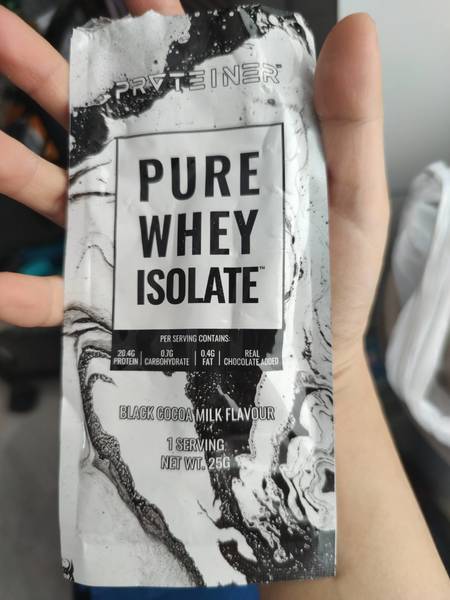 PRVTEINER™
PURE
WHEY
ISOLATE™
PER SERVING CONTAINS:
20.4G PROTEIN | 0.7G CARBOHYDRATE | 0.4G FAT | REAL CHOCOLATE ADDED
BLACK COCOA MILK FLAVOUR
1 SERVING
NET WT. 25G